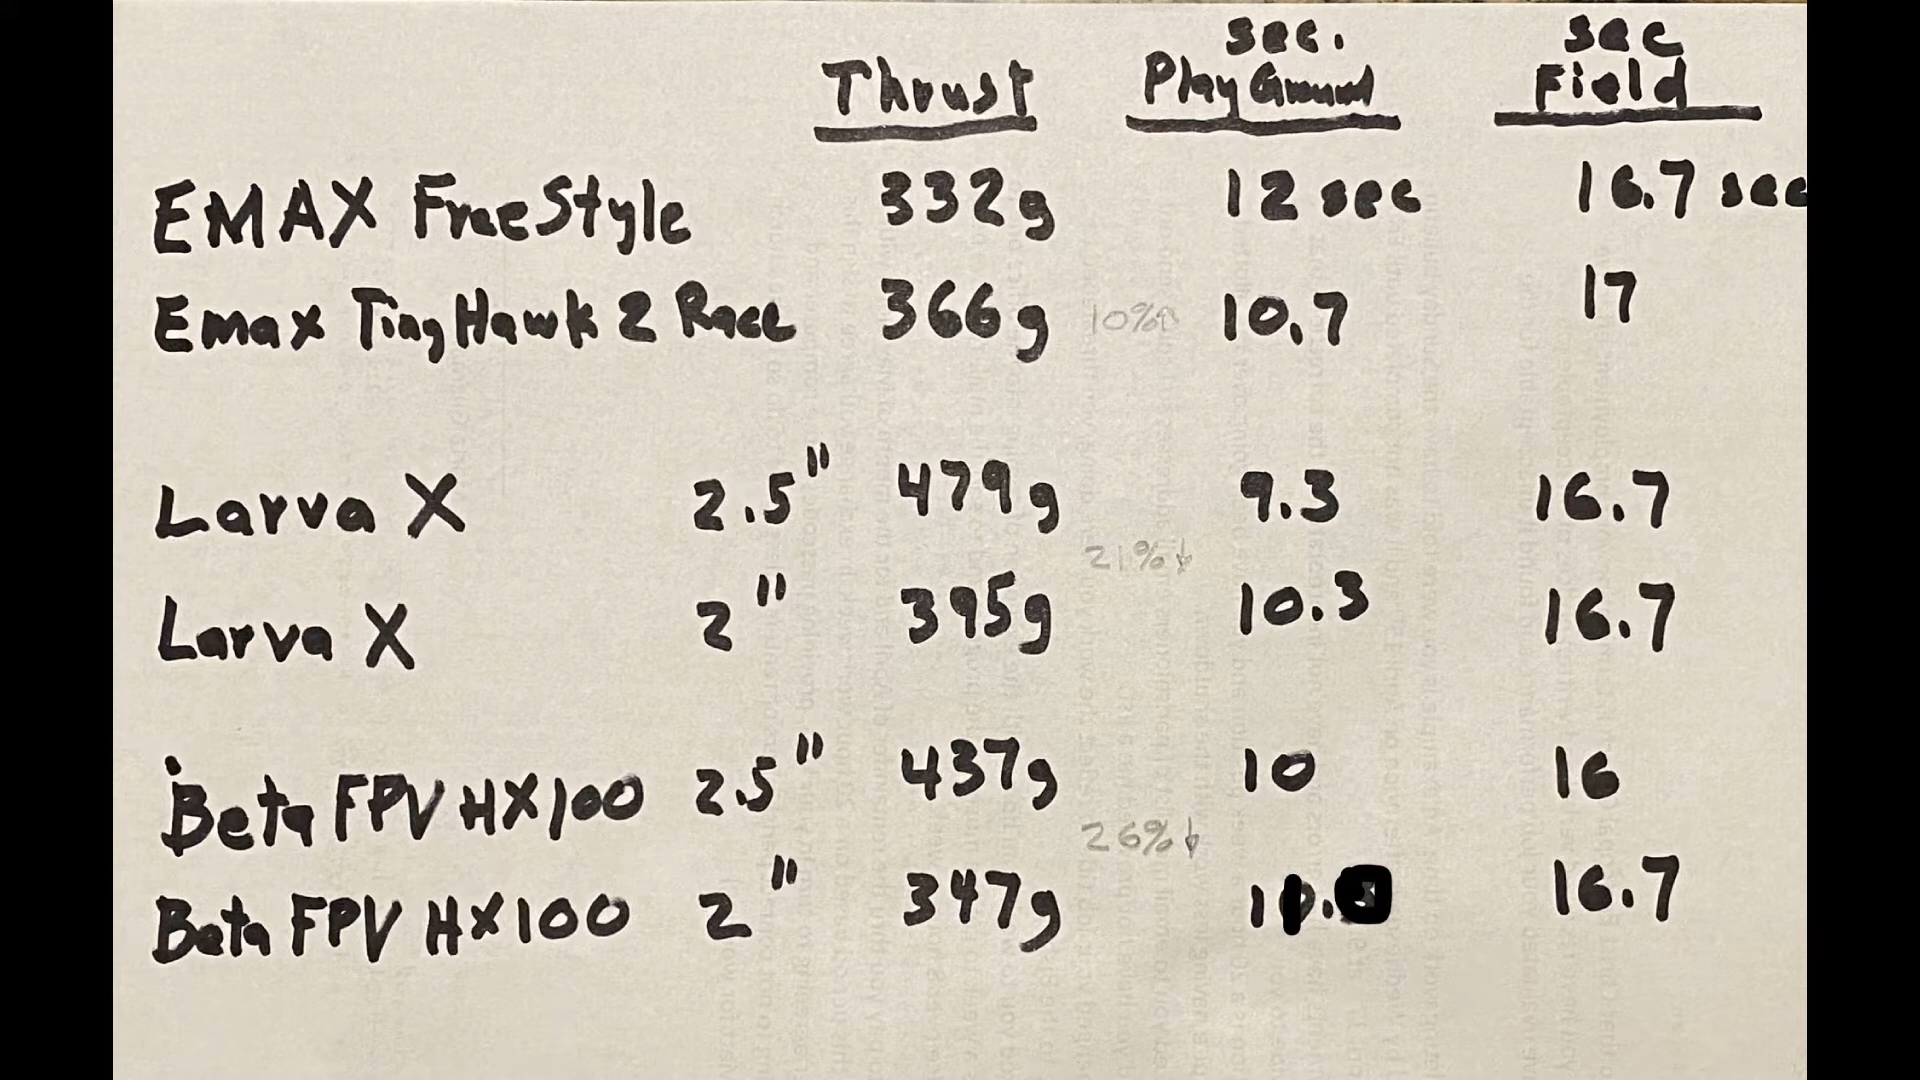 sec. sec
Thrust Play Ground Field
EMAX FreeStyle 332g 12 sec 16.7 sec
Emax TinyHawk 2 Race 366g 10% 10.7 17
Larva X 2.5" 479g 9.3 16.7
21%↓
Larva X 2" 395g 10.3 16.7
Beta FPV HX100 2.5" 437g 10 16
26%↓
Beta FPV HX100 2" 347g 16.7